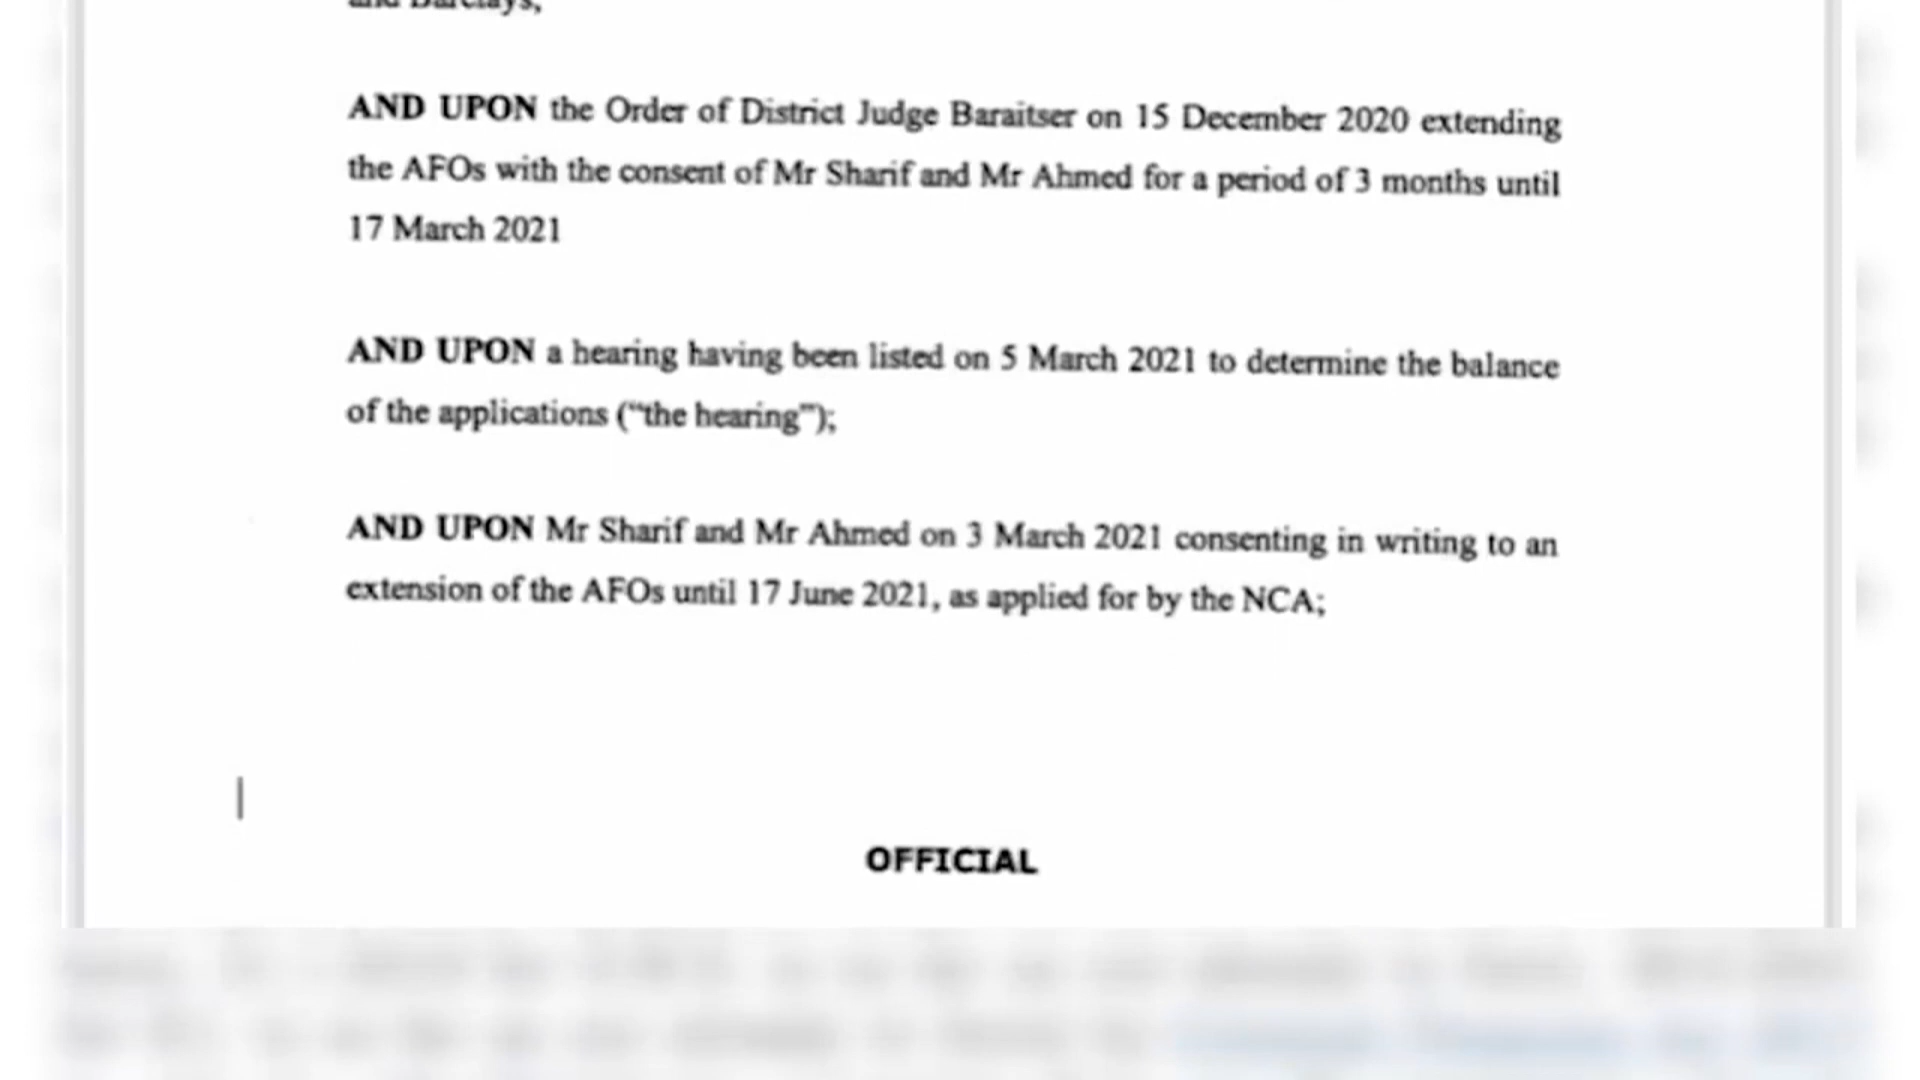 and Barclays;
AND UPON the Order of District Judge Baraitser on 15 December 2020 extending
the AFOs with the consent of Mr Sharif and Mr Ahmed for a period of 3 months until
17 March 2021
AND UPON a hearing having been listed on 5 March 2021 to determine the balance
of the applications (“the hearing”);
AND UPON Mr Sharif and Mr Ahmed on 3 March 2021 consenting in writing to an
extension of the AFOs until 17 June 2021, as applied for by the NCA;
OFFICIAL